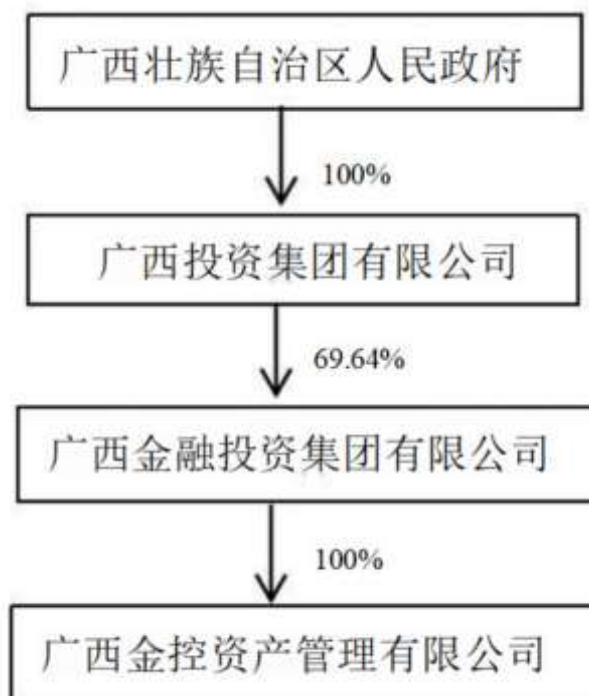 广西壮族自治区人民政府
100%
广西投资集团有限公司
69.64%
广西金融投资集团有限公司
100%
广西金控资产管理有限公司